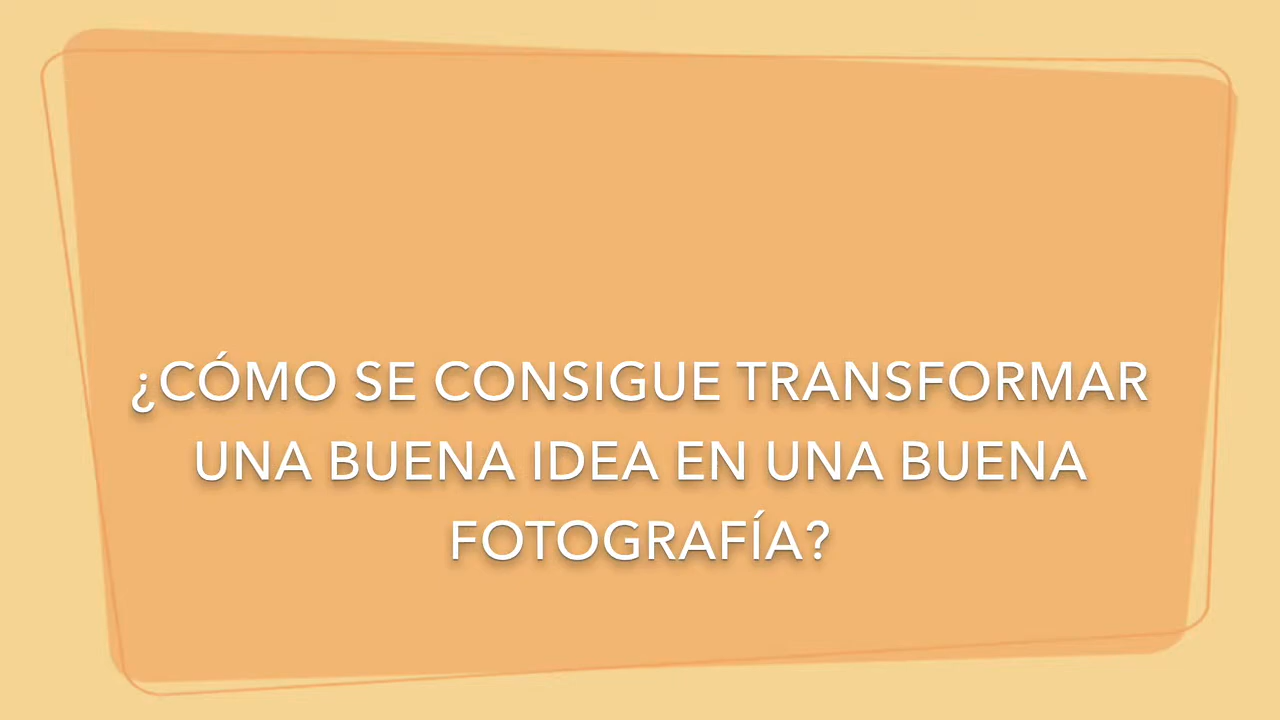 ¿CÓMO SE CONSIGUE TRANSFORMAR
UNA BUENA IDEA EN UNA BUENA
FOTOGRAFÍA?